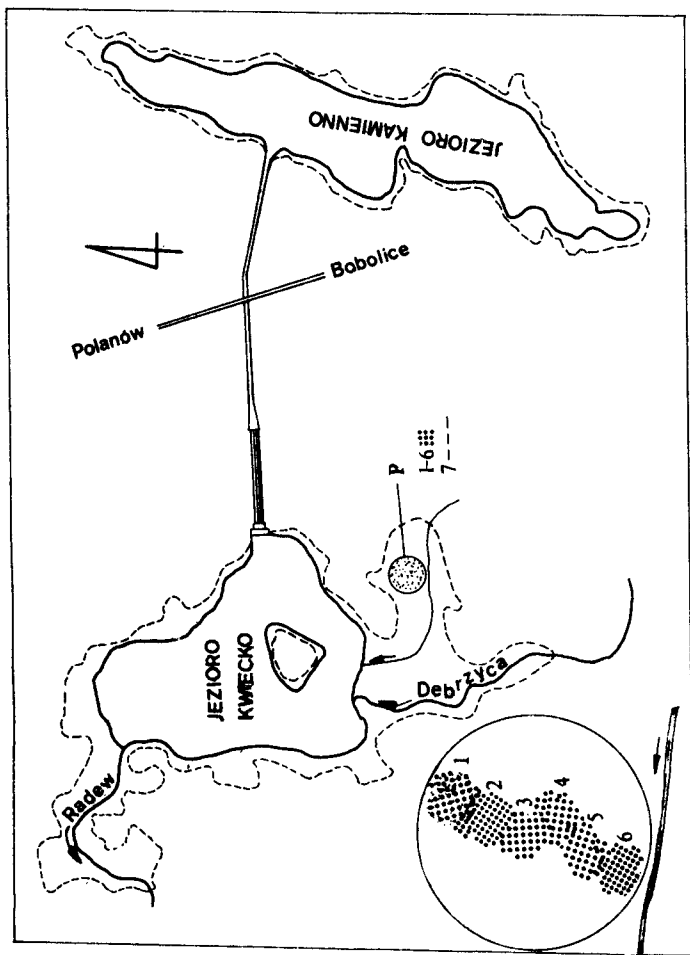 JEZIORO KAMIENNO
Polanów
Bobolice
P
1-6
7
JEZIORO
KWIECKO
Debrzyca
Radew
1
2
3
4
5
6